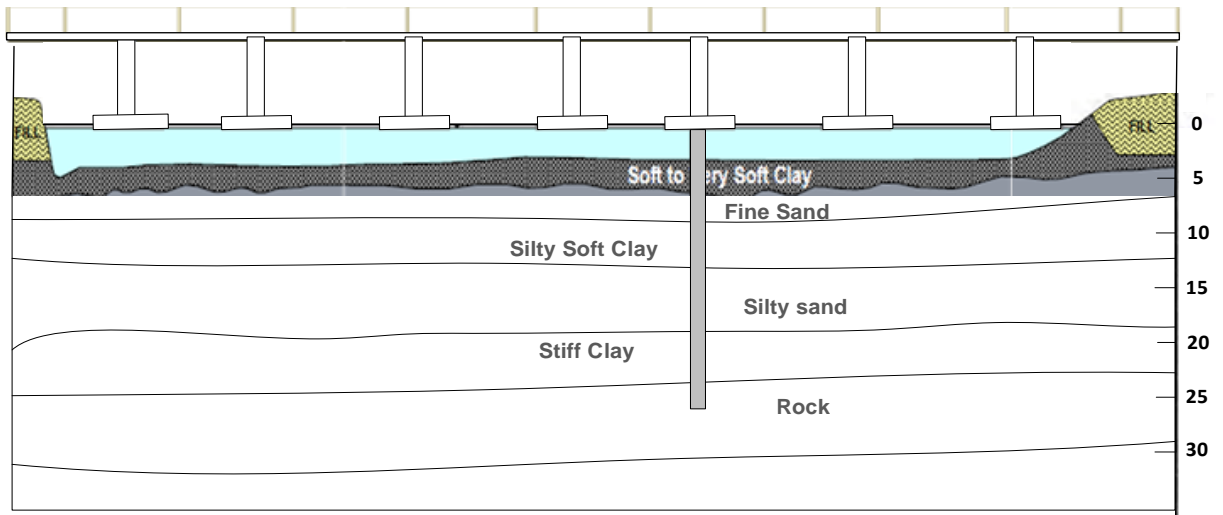 FILL
FILL
0
Soft to ery Soft Clay
5
Fine Sand
Silty Soft Clay
10
Silty sand
15
Stiff Clay
20
Rock
25
30